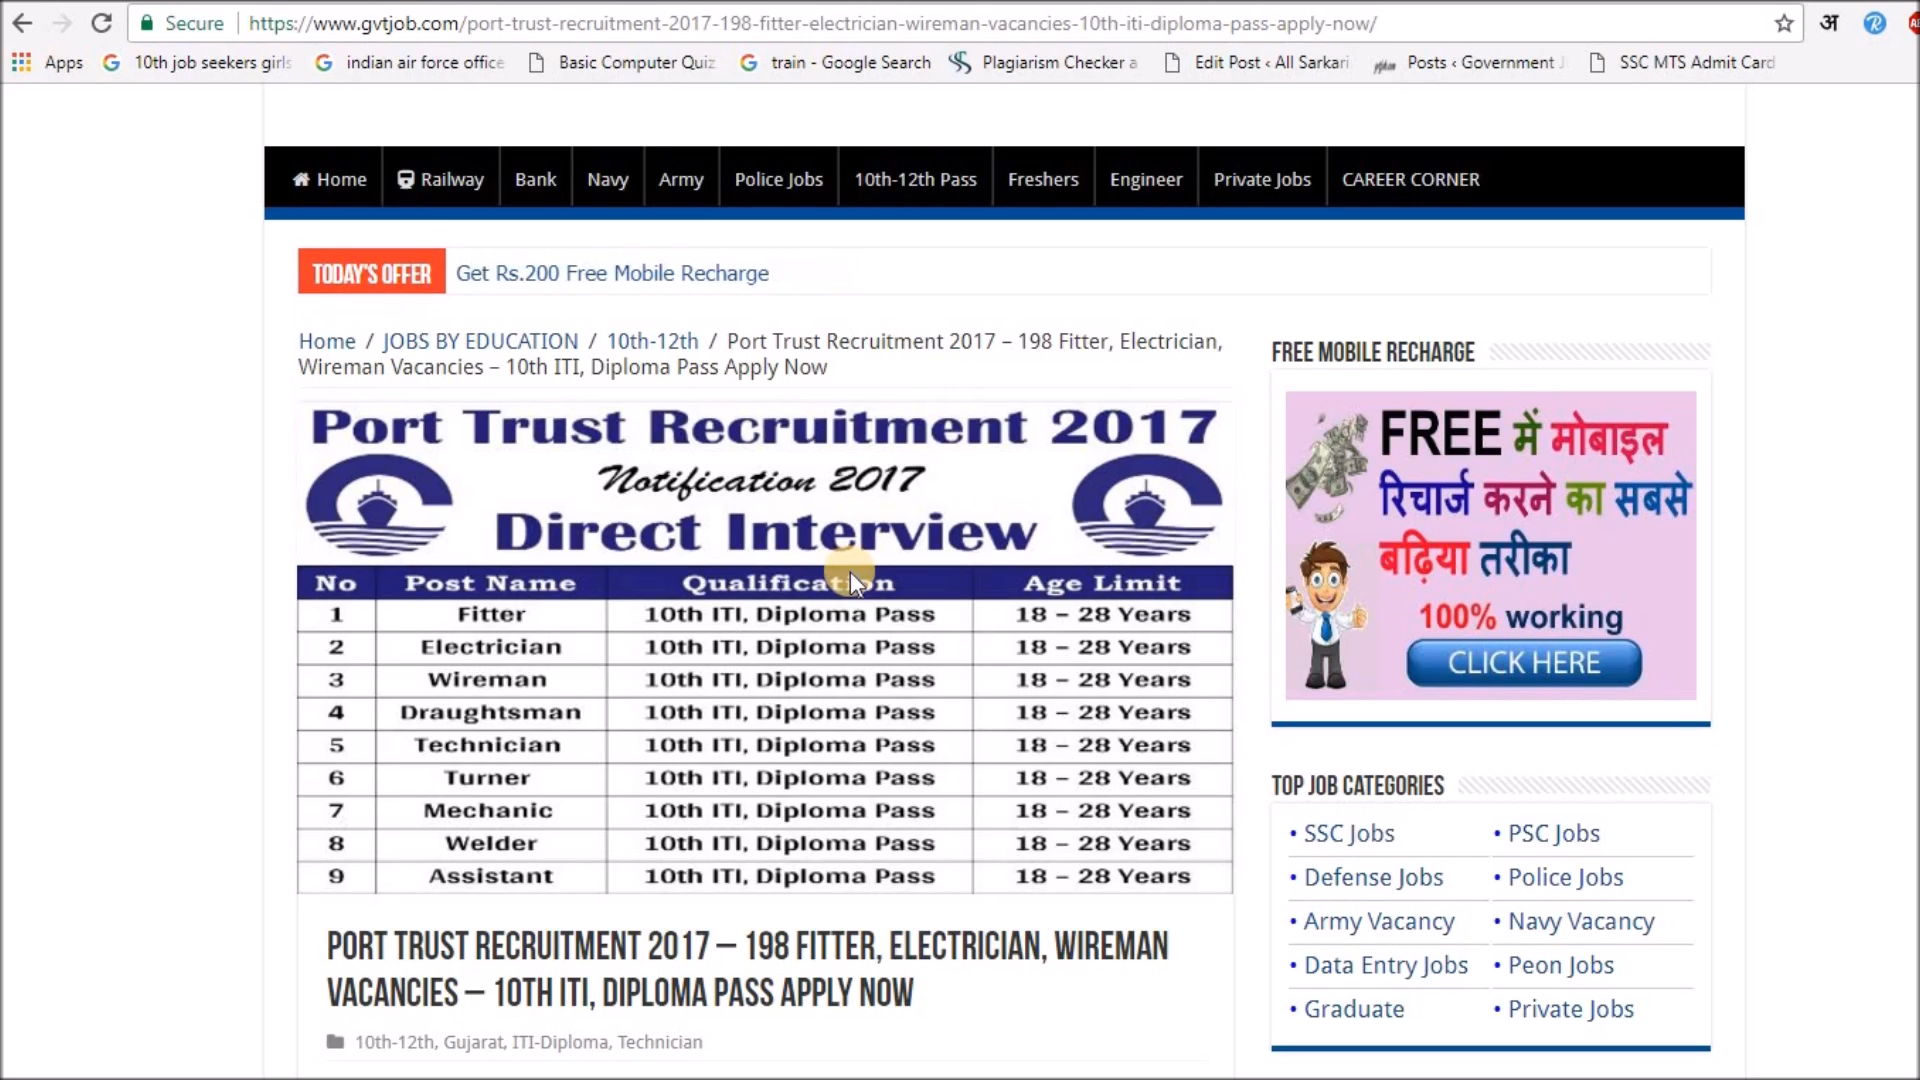 Secure https://www.gvtjob.com/port-trust-recruitment-2017-198-fitter-electrician-wireman-vacancies-10th-iti-diploma-pass-apply-now/ अ R
Apps 10th job seekers girls indian air force office Basic Computer Quiz train - Google Search Plagiarism Checker a Edit Post ‹ All Sarkari Posts ‹ Government J SSC MTS Admit Card
Home Railway Bank Navy Army Police Jobs 10th-12th Pass Freshers Engineer Private Jobs CAREER CORNER
TODAY'S OFFER Get Rs.200 Free Mobile Recharge
Home / JOBS BY EDUCATION / 10th-12th / Port Trust Recruitment 2017 – 198 Fitter, Electrician,
Wireman Vacancies – 10th ITI, Diploma Pass Apply Now
Port Trust Recruitment 2017
Notification 2017
Direct Interview
No Post Name Qualification Age Limit
1 Fitter 10th ITI, Diploma Pass 18 – 28 Years
2 Electrician 10th ITI, Diploma Pass 18 – 28 Years
3 Wireman 10th ITI, Diploma Pass 18 – 28 Years
4 Draughtsman 10th ITI, Diploma Pass 18 – 28 Years
5 Technician 10th ITI, Diploma Pass 18 – 28 Years
6 Turner 10th ITI, Diploma Pass 18 – 28 Years
7 Mechanic 10th ITI, Diploma Pass 18 – 28 Years
8 Welder 10th ITI, Diploma Pass 18 – 28 Years
9 Assistant 10th ITI, Diploma Pass 18 – 28 Years
PORT TRUST RECRUITMENT 2017 – 198 FITTER, ELECTRICIAN, WIREMAN
VACANCIES – 10TH ITI, DIPLOMA PASS APPLY NOW
10th-12th, Gujarat, ITI-Diploma, Technician
FREE MOBILE RECHARGE
FREE में मोबाइल
रिचार्ज करने का सबसे
बढ़िया तरीका
100% working
CLICK HERE
TOP JOB CATEGORIES
• SSC Jobs • PSC Jobs
• Defense Jobs • Police Jobs
• Army Vacancy • Navy Vacancy
• Data Entry Jobs • Peon Jobs
• Graduate • Private Jobs